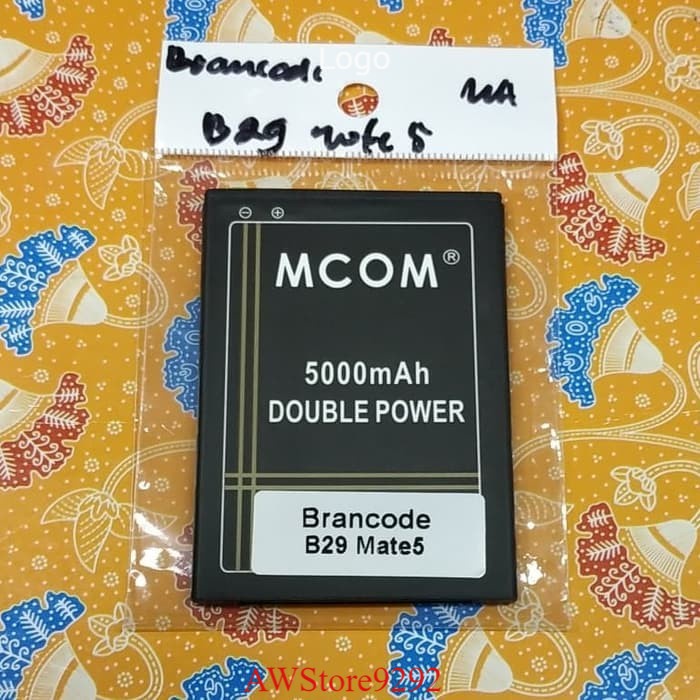 Logo
Brancode
MA
B29 mate 5
MCOM®
5000mAh
DOUBLE POWER
Brancode
B29 Mate5
AWStore9292